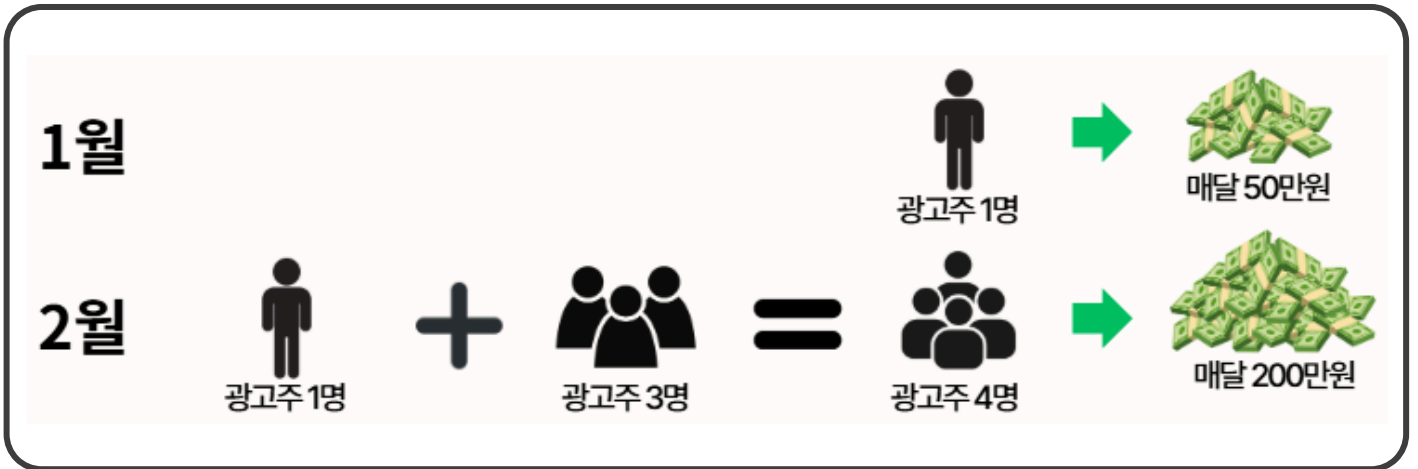 1월
광고주 1명
매달 50만원
2월
광고주 1명
광고주 3명
광고주 4명
매달 200만원